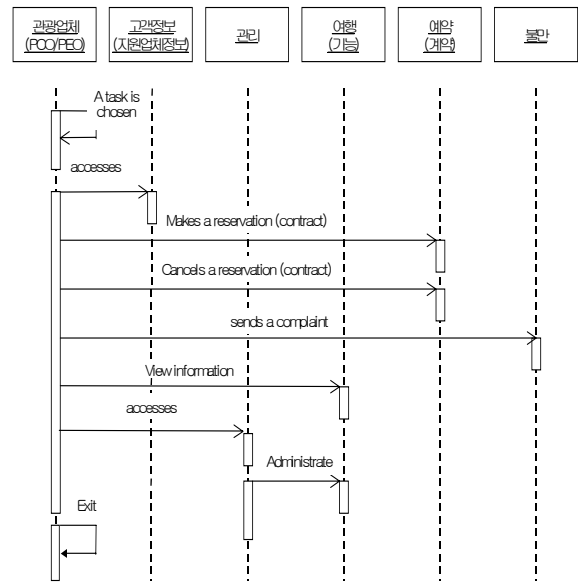 관광업체
(PCO/PEO)
고객정보
(지원업체정보)
관리
여행
(기능)
예약
(계약)
불만
A task is
chosen
accesses
Makes a reservation (contract)
Cancels a reservation (contract)
sends a complaint
View information
accesses
Administrate
Exit